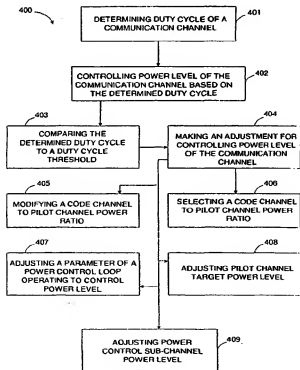 400
DETERMINING DUTY CYCLE OF A
COMMUNICATION CHANNEL
401
CONTROLLING POWER LEVEL OF THE
COMMUNICATION CHANNEL BASED ON
THE DETERMINED DUTY CYCLE
402
403
COMPARING THE
DETERMINED DUTY CYCLE
TO A DUTY CYCLE
THRESHOLD
404
MAKING AN ADJUSTMENT FOR
CONTROLLING POWER LEVEL
OF THE COMMUNICATION
CHANNEL
405
MODIFYING A CODE CHANNEL
TO PILOT CHANNEL POWER
RATIO
406
SELECTING A CODE CHANNEL
TO PILOT CHANNEL POWER
RATIO
407
ADJUSTING A PARAMETER OF A
POWER CONTROL LOOP
OPERATING TO CONTROL
POWER LEVEL
408
ADJUSTING PILOT CHANNEL
TARGET POWER LEVEL
ADJUSTING POWER
CONTROL SUB-CHANNEL
POWER LEVEL
409